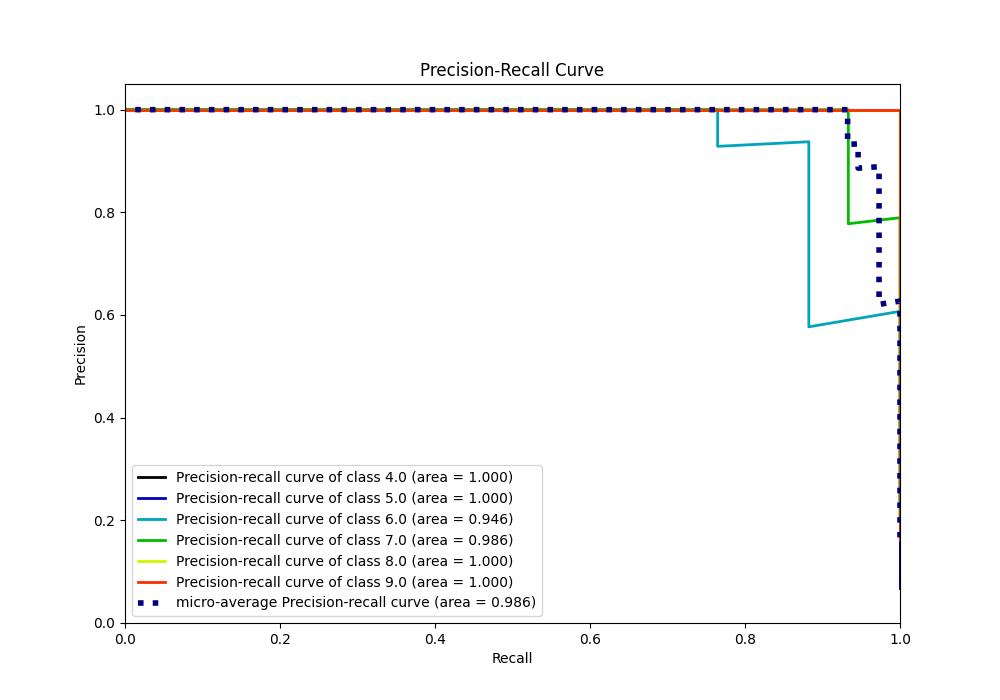 Precision-Recall Curve
1.0
0.8
0.6
0.4
0.2
0.0
Precision
Precision-recall curve of class 4.0 (area = 1.000)
Precision-recall curve of class 5.0 (area = 1.000)
Precision-recall curve of class 6.0 (area = 0.946)
Precision-recall curve of class 7.0 (area = 0.986)
Precision-recall curve of class 8.0 (area = 1.000)
Precision-recall curve of class 9.0 (area = 1.000)
micro-average Precision-recall curve (area = 0.986)
0.0 0.2 0.4 0.6 0.8 1.0
Recall